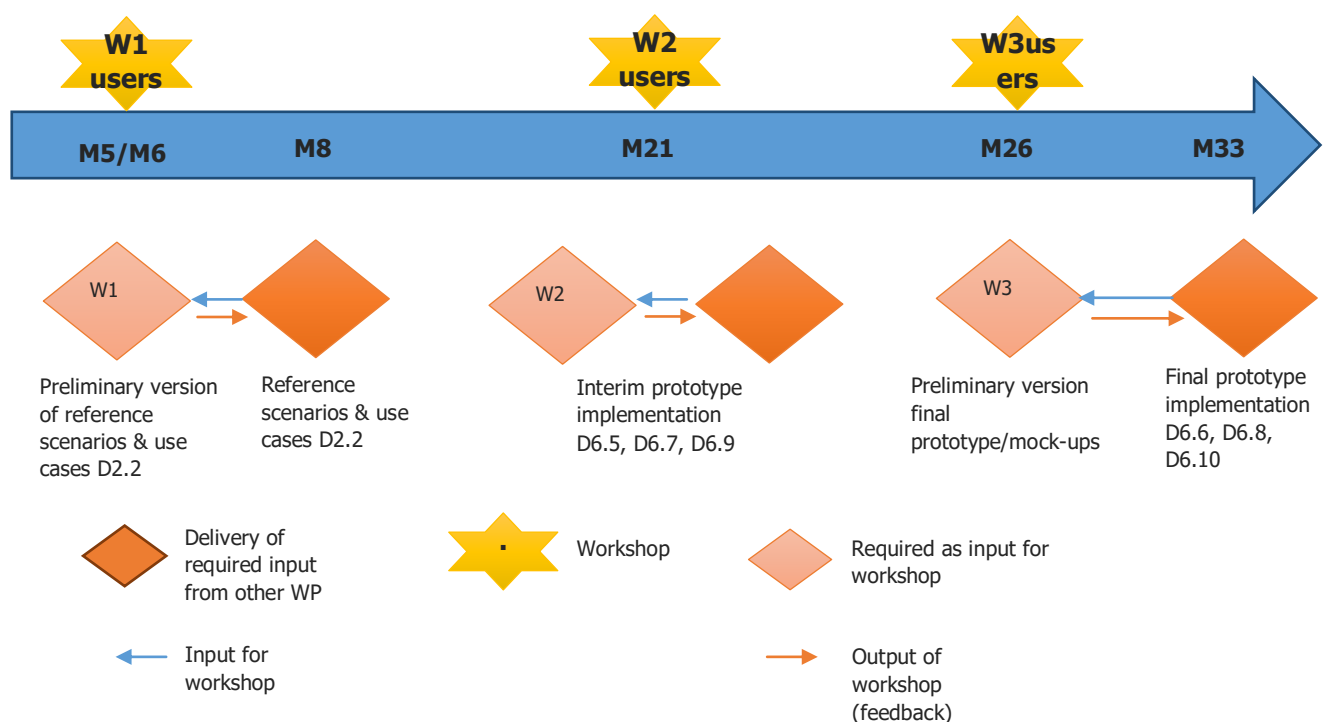 W1
users
W2
users
W3us
ers
M5/M6
M8
M21
M26
M33
W1
W2
W3
Preliminary version
of reference
scenarios & use
cases D2.2
Reference
scenarios & use
cases D2.2
Interim prototype
implementation
D6.5, D6.7, D6.9
Preliminary version
final
prototype/mock-ups
Final prototype
implementation
D6.6, D6.8,
D6.10
Delivery of
required input
from other WP
.
Workshop
Required as input for
workshop
Input for
workshop
Output of
workshop
(feedback)